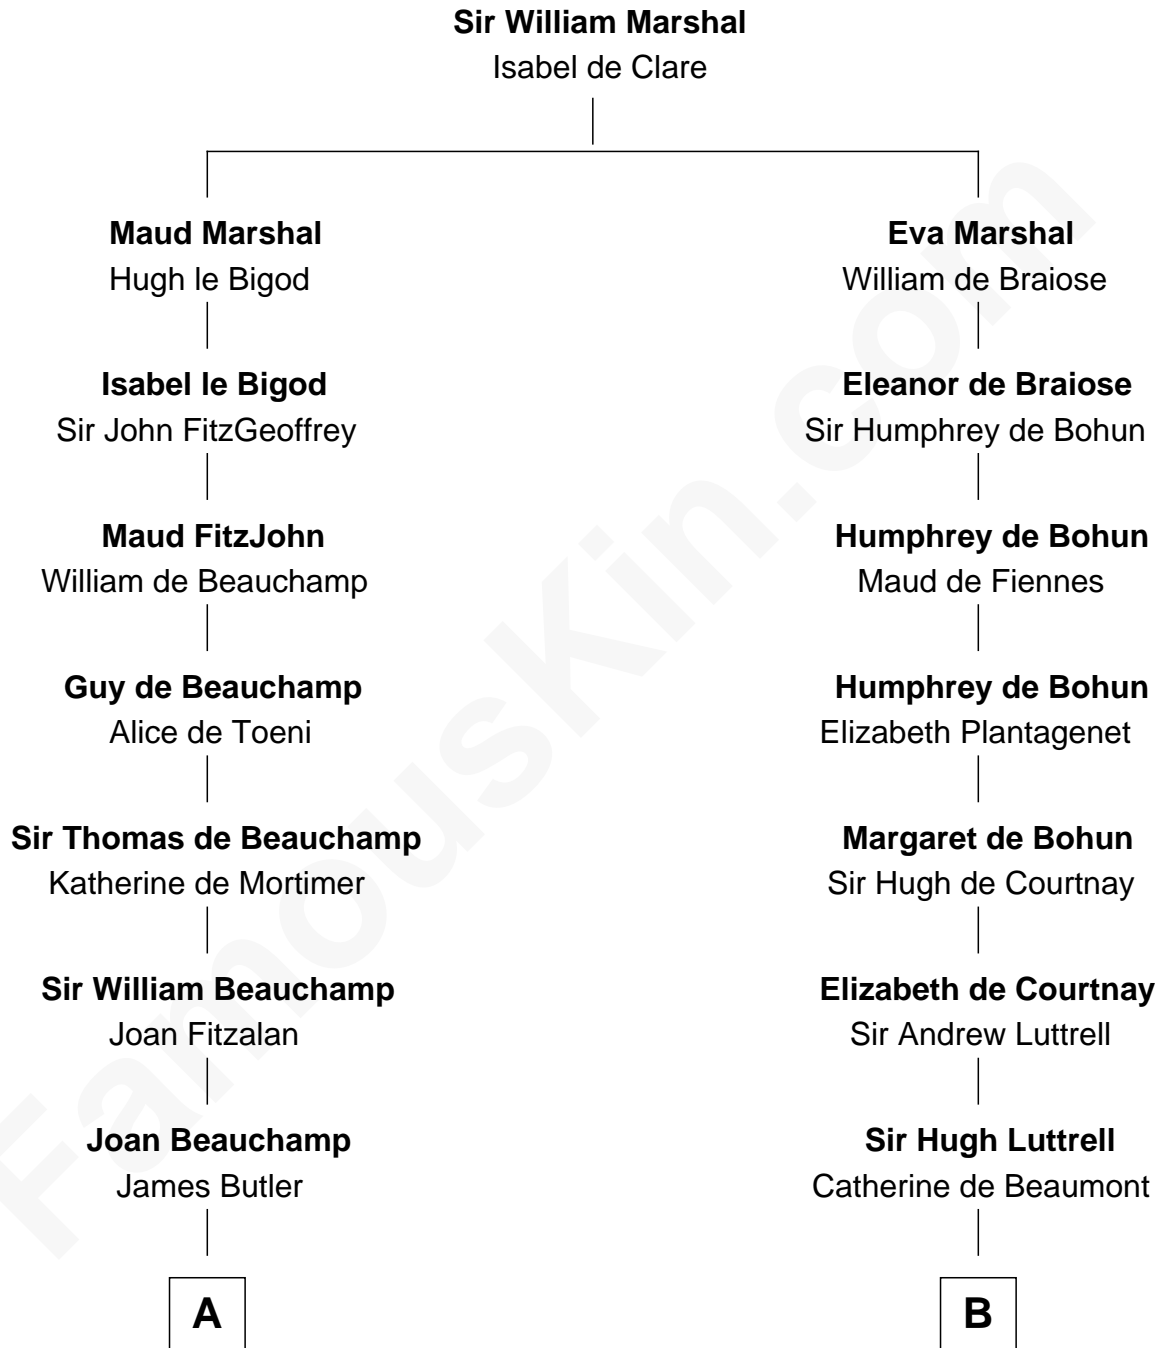 Sir William Marshal
Isabel de Clare
Maud Marshal
Hugh le Bigod
Eva Marshal
William de Braiose
Isabel le Bigod
Sir John FitzGeoffrey
Eleanor de Braiose
Sir Humphrey de Bohun
Maud FitzJohn
William de Beauchamp
Humphrey de Bohun
Maud de Fiennes
Guy de Beauchamp
Alice de Toeni
Humphrey de Bohun
Elizabeth Plantagenet
Sir Thomas de Beauchamp
Katherine de Mortimer
Margaret de Bohun
Sir Hugh de Courtnay
Sir William Beauchamp
Joan Fitzalan
Elizabeth de Courtnay
Sir Andrew Luttrell
Joan Beauchamp
James Butler
Sir Hugh Luttrell
Catherine de Beaumont
A
B
FamousKin.com